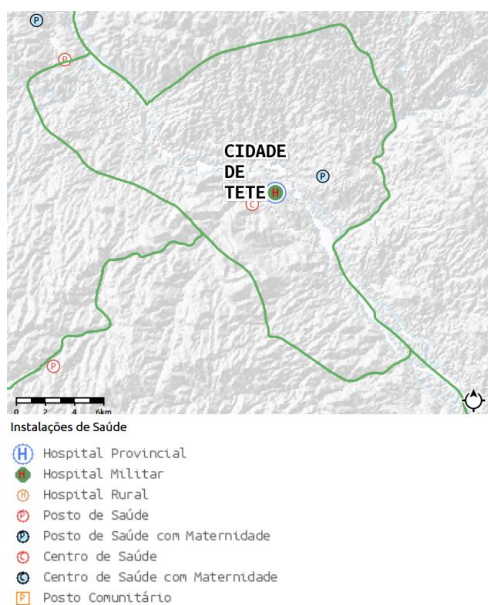 P
P
CIDADE
DE
TETE
H
P
C
P
0 2 4 6km
Instalações de Saúde
H Hospital Provincial
H Hospital Militar
H Hospital Rural
P Posto de Saúde
P Posto de Saúde com Maternidade
C Centro de Saúde
C Centro de Saúde com Maternidade
P Posto Comunitário